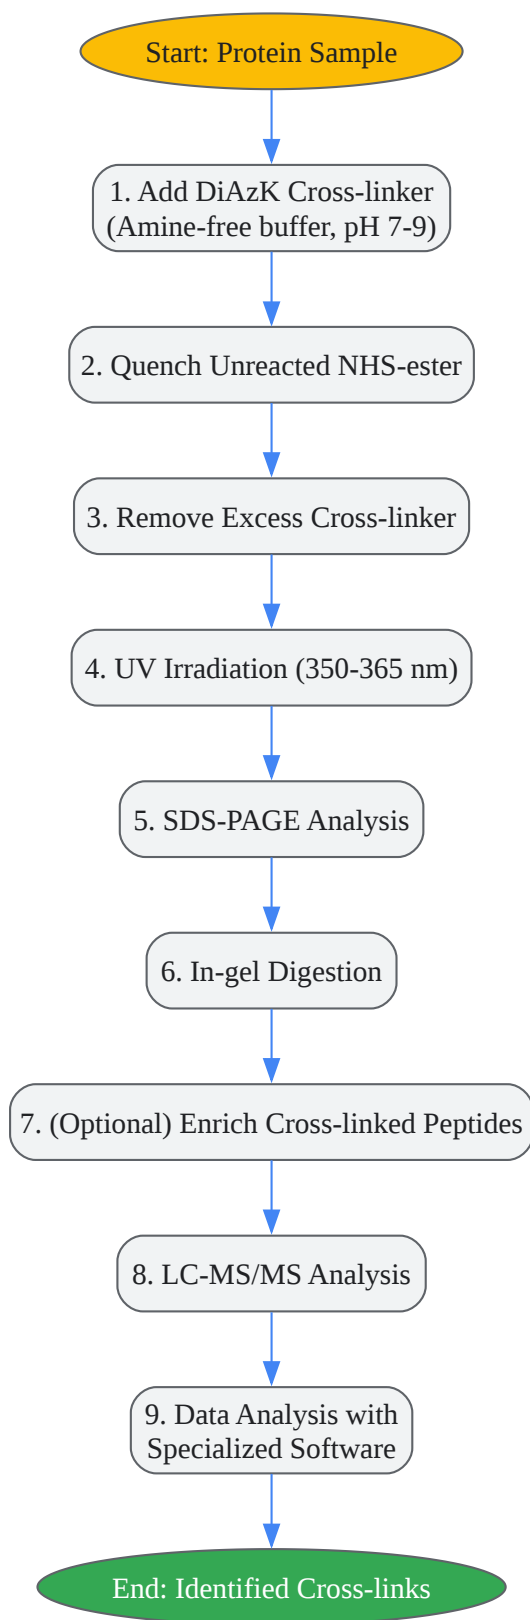 Start: Protein Sample
1. Add DiAzK Cross-linker
(Amine-free buffer, pH 7-9)
2. Quench Unreacted NHS-ester
3. Remove Excess Cross-linker
4. UV Irradiation (350-365 nm)
5. SDS-PAGE Analysis
6. In-gel Digestion
7. (Optional) Enrich Cross-linked Peptides
8. LC-MS/MS Analysis
9. Data Analysis with
Specialized Software
End: Identified Cross-links